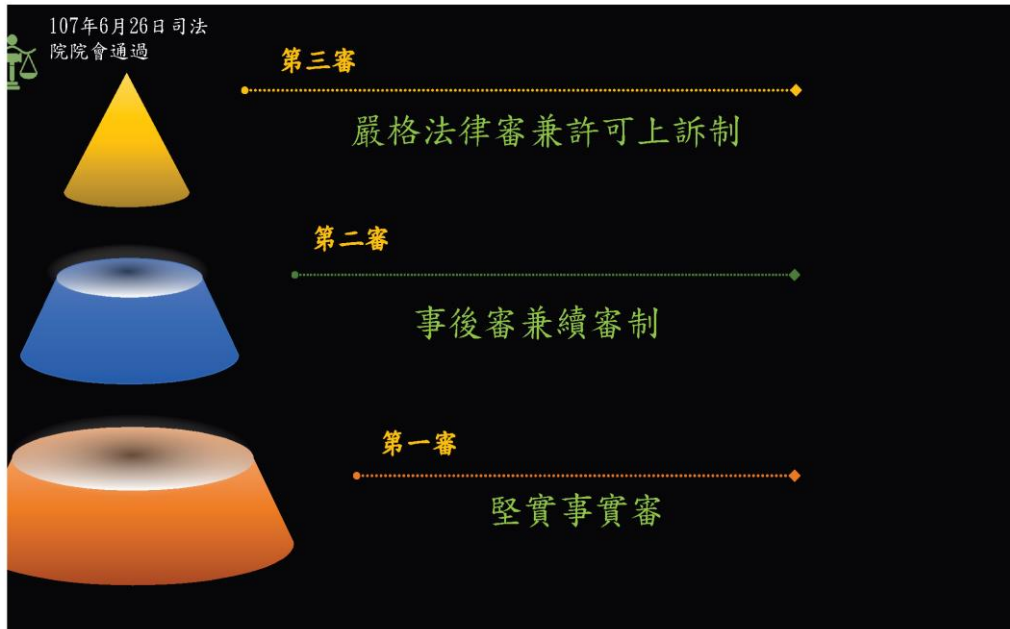 107年6月26日司法
院院會通過
第三審
嚴格法律審兼許可上訴制
第二審
事後審兼續審制
第一審
堅實事實審